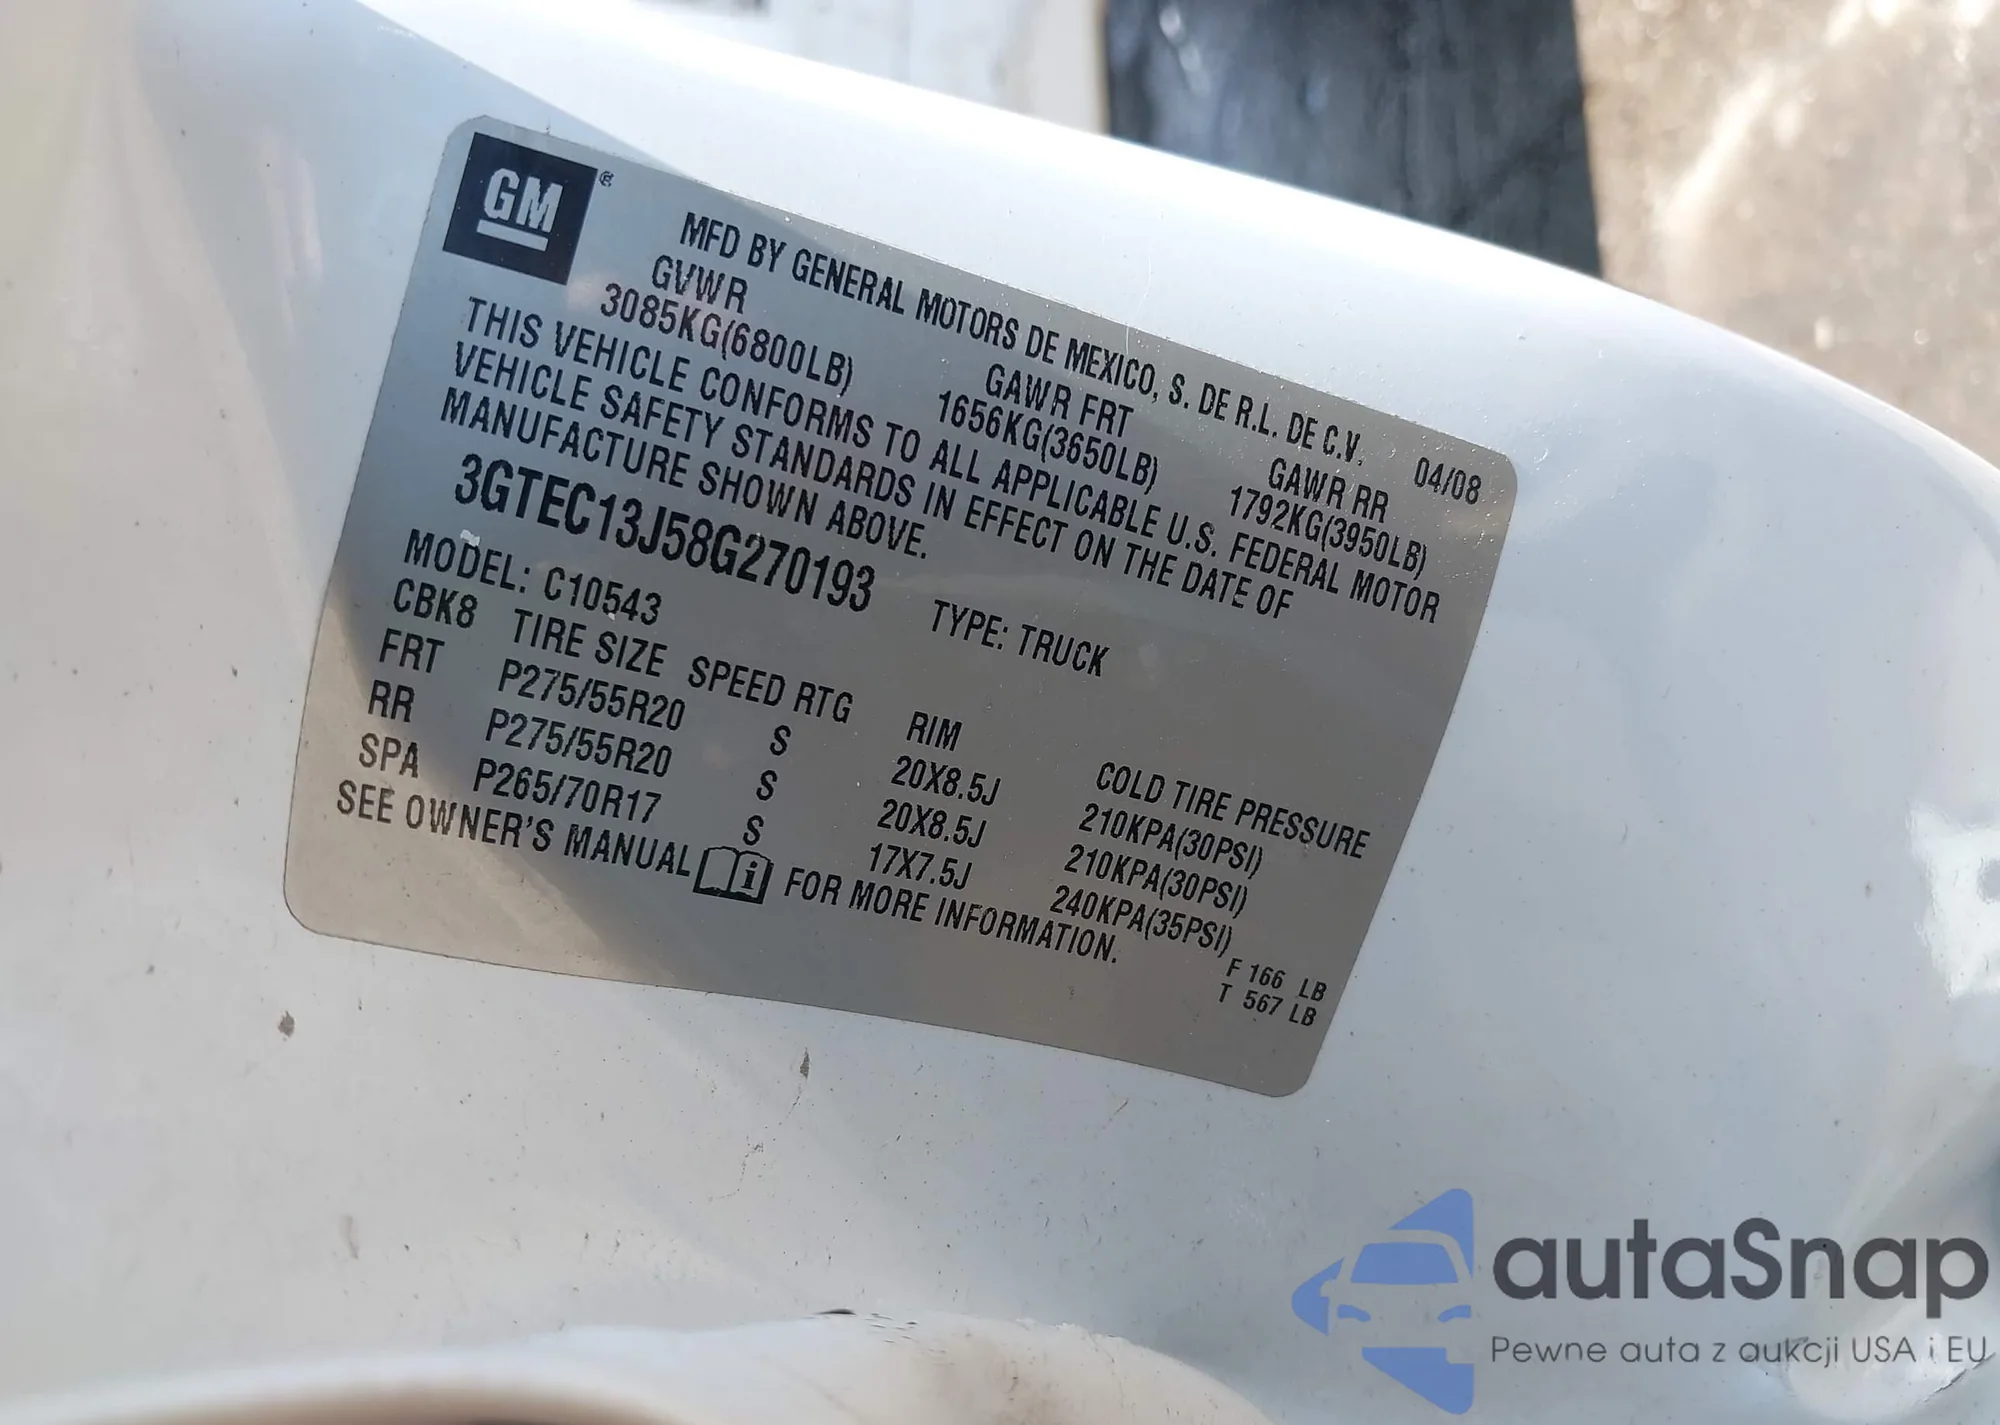 GM ®
MFD BY GENERAL MOTORS DE MEXICO, S. DE R.L. DE C.V. 04/08
GVWR GAWR FRT GAWR RR
3085KG(6800LB) 1656KG(3650LB) 1792KG(3950LB)
THIS VEHICLE CONFORMS TO ALL APPLICABLE U.S. FEDERAL MOTOR
VEHICLE SAFETY STANDARDS IN EFFECT ON THE DATE OF
MANUFACTURE SHOWN ABOVE.
3GTEC13J58G270193 TYPE: TRUCK
MODEL: C10543
CBK8 TIRE SIZE SPEED RTG RIM COLD TIRE PRESSURE
FRT P275/55R20 S 20X8.5J 210KPA(30PSI)
RR P275/55R20 S 20X8.5J 210KPA(30PSI)
SPA P265/70R17 S 17X7.5J 240KPA(35PSI)
SEE OWNER'S MANUAL i FOR MORE INFORMATION.
F 166 LB
T 567 LB
autaSnap
Pewne auta z aukcji USA i EU